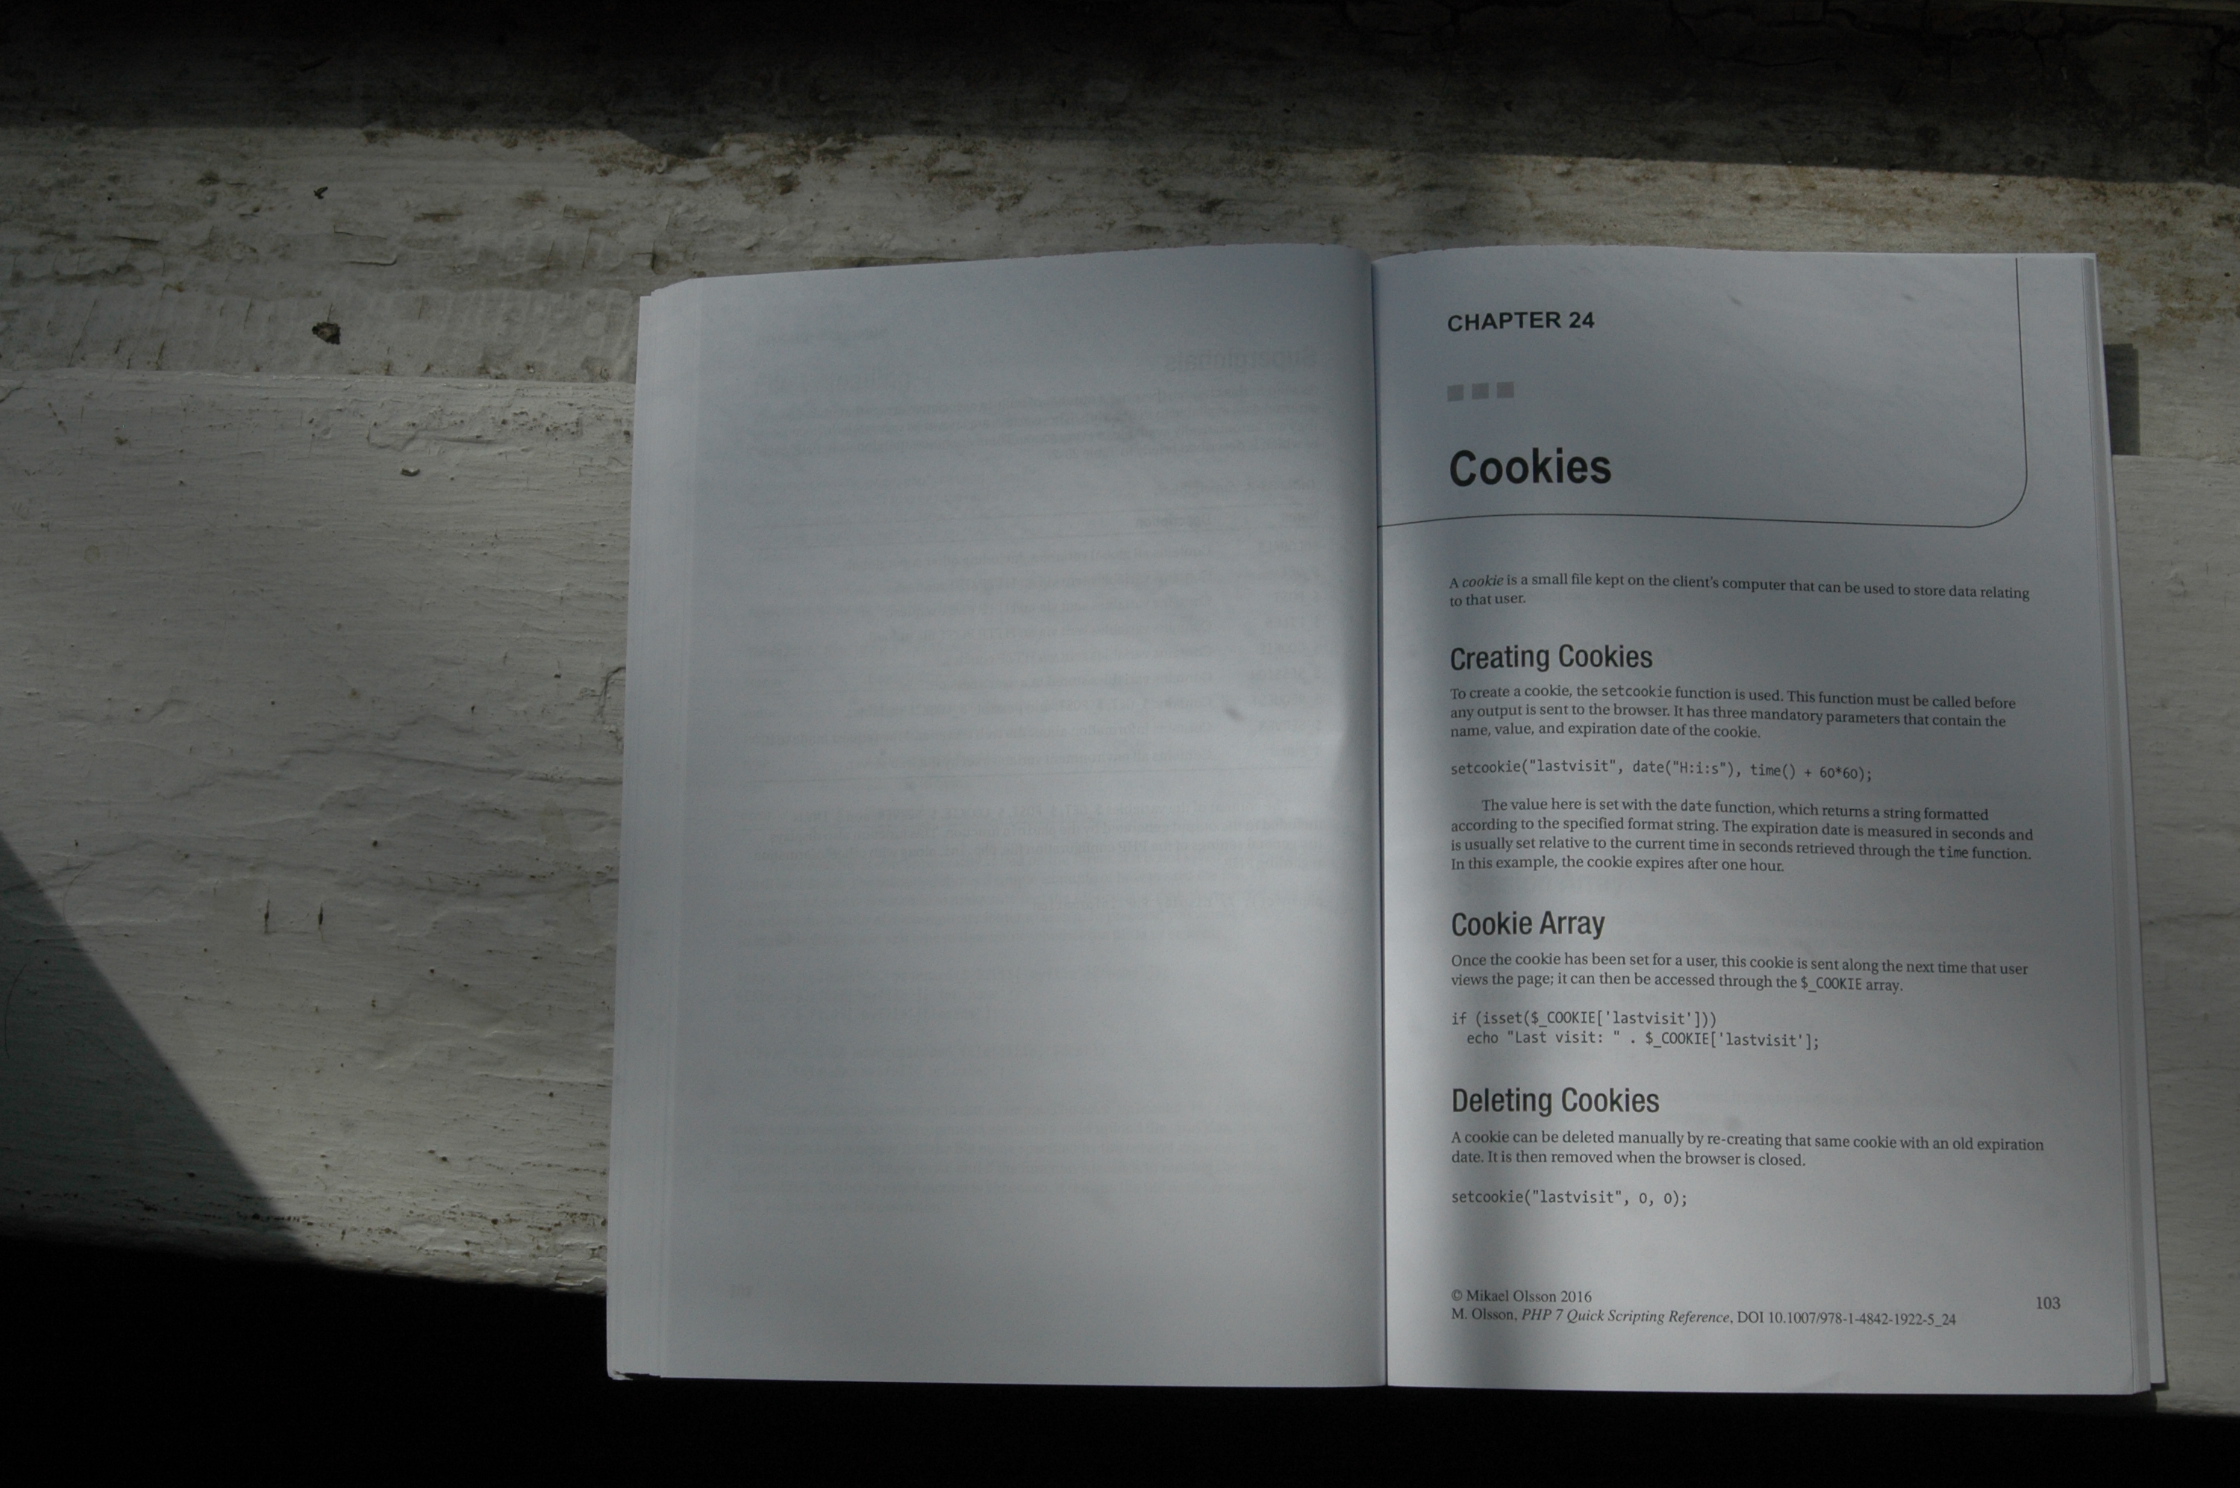 CHAPTER 24
Cookies
A cookie is a small file kept on the client's computer that can be used to store data relating
to that user.
Creating Cookies
To create a cookie, the setcookie function is used. This function must be called before
any output is sent to the browser. It has three mandatory parameters that contain the
name, value, and expiration date of the cookie.
setcookie("lastvisit", date("H:i:s"), time() + 60*60);
The value here is set with the date function, which returns a string formatted
according to the specified format string. The expiration date is measured in seconds and
is usually set relative to the current time in seconds retrieved through the time function.
In this example, the cookie expires after one hour.
Cookie Array
Once the cookie has been set for a user, this cookie is sent along the next time that user
views the page; it can then be accessed through the $_COOKIE array.
if (isset($_COOKIE['lastvisit']))
echo "Last visit: " . $_COOKIE['lastvisit'];
Deleting Cookies
A cookie can be deleted manually by re-creating that same cookie with an old expiration
date. It is then removed when the browser is closed.
setcookie("lastvisit", 0, 0);
© Mikael Olsson 2016
M. Olsson, PHP 7 Quick Scripting Reference, DOI 10.1007/978-1-4842-1922-5_24
103